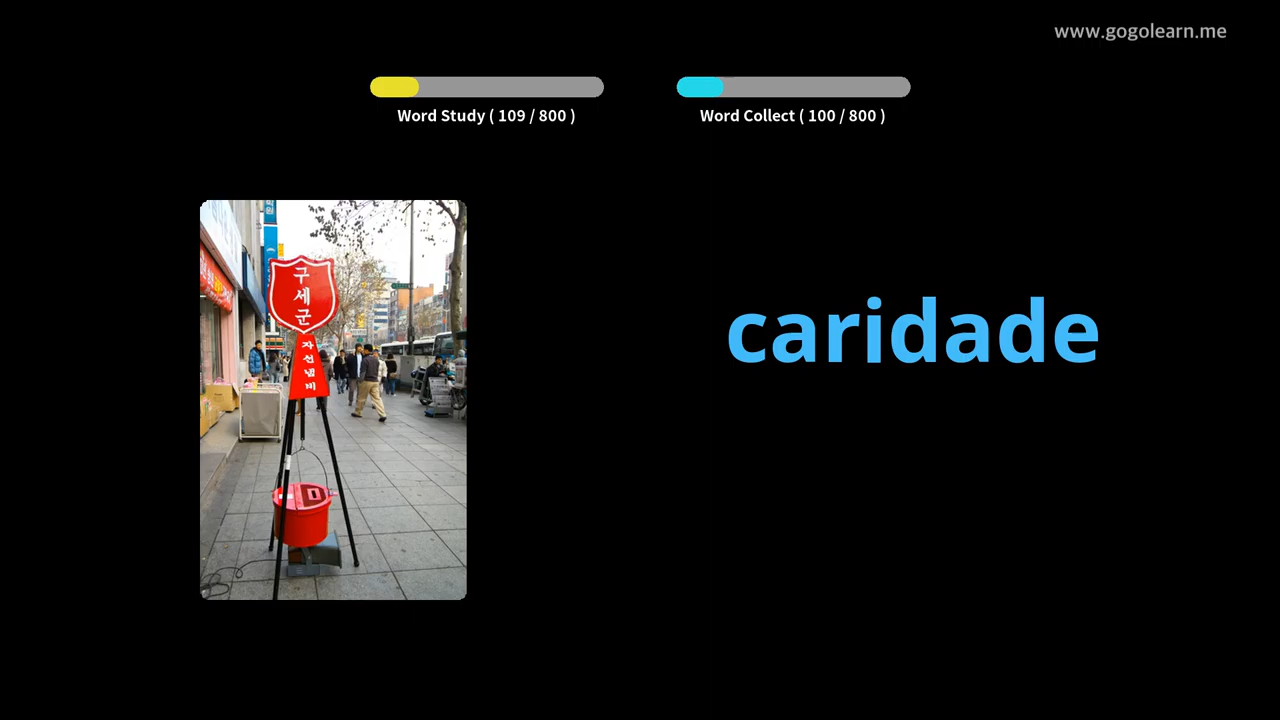 www.gogolearn.me
Word Study ( 109 / 800 )
Word Collect ( 100 / 800 )
구
세
군
자
선
냄
비
caridade